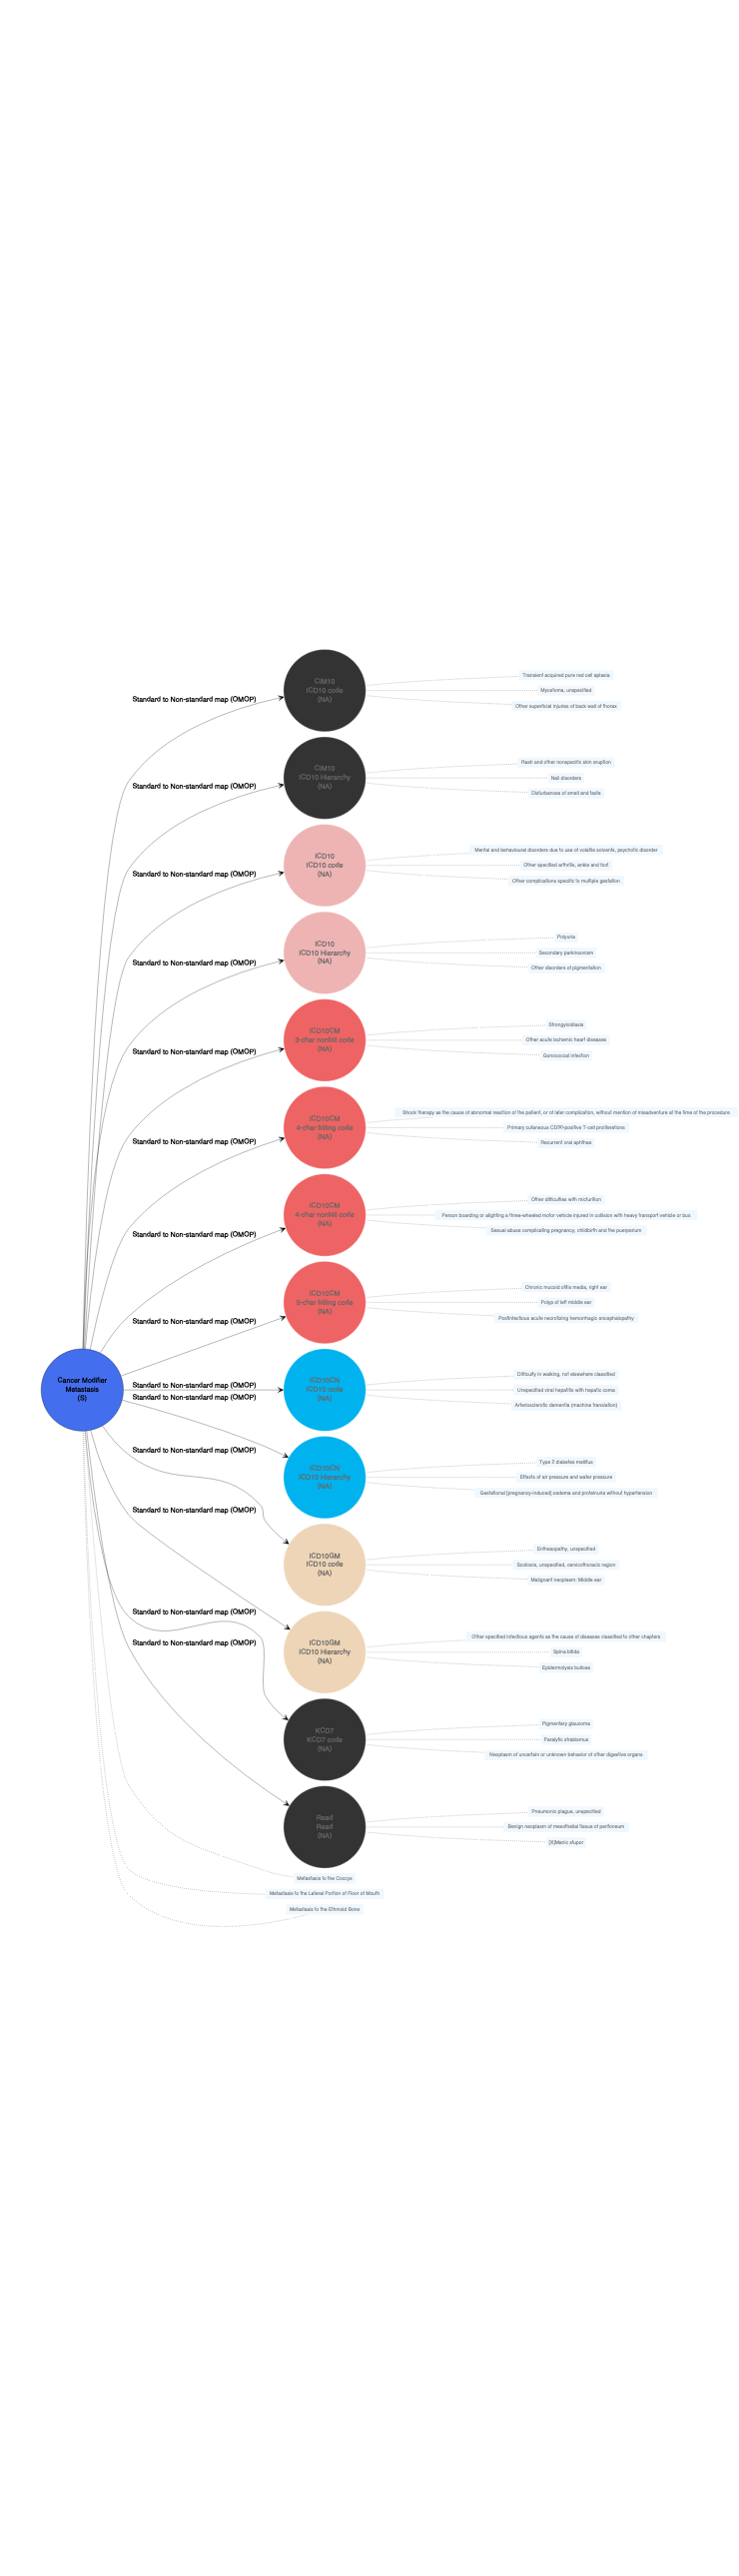 CIM10
ICD10 code
(NA)
Transient acquired pure red cell aplasia
Mycetoma, unspecified
Other superficial injuries of back wall of thorax
Standard to Non-standard map (OMOP)
CIM10
ICD10 Hierarchy
(NA)
Rash and other nonspecific skin eruption
Nail disorders
Disturbances of smell and taste
Standard to Non-standard map (OMOP)
ICD10
ICD10 code
(NA)
Mental and behavioural disorders due to use of volatile solvents, psychotic disorder
Other specified arthritis, ankle and foot
Other complications specific to multiple gestation
Standard to Non-standard map (OMOP)
ICD10
ICD10 Hierarchy
(NA)
Polyuria
Secondary parkinsonism
Other disorders of pigmentation
Standard to Non-standard map (OMOP)
ICD10CM
3-char nonbill code
(NA)
Strongyloidiasis
Other acute ischemic heart diseases
Gonococcal infection
Standard to Non-standard map (OMOP)
ICD10CM
4-char billing code
(NA)
Shock therapy as the cause of abnormal reaction of the patient, or of later complication, without mention of misadventure at the time of the procedure
Primary cutaneous CD30-positive T-cell proliferations
Recurrent oral aphthae
Standard to Non-standard map (OMOP)
ICD10CM
4-char nonbill code
(NA)
Other difficulties with micturition
Person boarding or alighting a three-wheeled motor vehicle injured in collision with heavy transport vehicle or bus
Sexual abuse complicating pregnancy, childbirth and the puerperium
Standard to Non-standard map (OMOP)
ICD10CM
5-char billing code
(NA)
Chronic mucoid otitis media, right ear
Polyp of left middle ear
Postinfectious acute necrotizing hemorrhagic encephalopathy
Standard to Non-standard map (OMOP)
Cancer Modifier
Metastasis
(S)
ICD10CN
ICD10 code
(NA)
Difficulty in walking, not elsewhere classified
Unspecified viral hepatitis with hepatic coma
Arteriosclerotic dementia (machine translation)
Standard to Non-standard map (OMOP)
Standard to Non-standard map (OMOP)
ICD10CN
ICD10 Hierarchy
(NA)
Type 2 diabetes mellitus
Effects of air pressure and water pressure
Gestational [pregnancy-induced] oedema and proteinuria without hypertension
Standard to Non-standard map (OMOP)
ICD10GM
ICD10 code
(NA)
Enthesopathy, unspecified
Scoliosis, unspecified, cervicothoracic region
Malignant neoplasm: Middle ear
Standard to Non-standard map (OMOP)
ICD10GM
ICD10 Hierarchy
(NA)
Other specified infectious agents as the cause of diseases classified to other chapters
Spina bifida
Epidermolysis bullosa
Standard to Non-standard map (OMOP)
KCD7
KCD7 code
(NA)
Pigmentary glaucoma
Paralytic strabismus
Neoplasm of uncertain or unknown behavior of other digestive organs
Standard to Non-standard map (OMOP)
Read
Read
(NA)
Pneumonic plague, unspecified
Benign neoplasm of mesothelial tissue of peritoneum
[X]Manic stupor
Metastasis to the Coccyx
Metastasis to the Lateral Portion of Floor of Mouth
Metastasis to the Ethmoid Bone